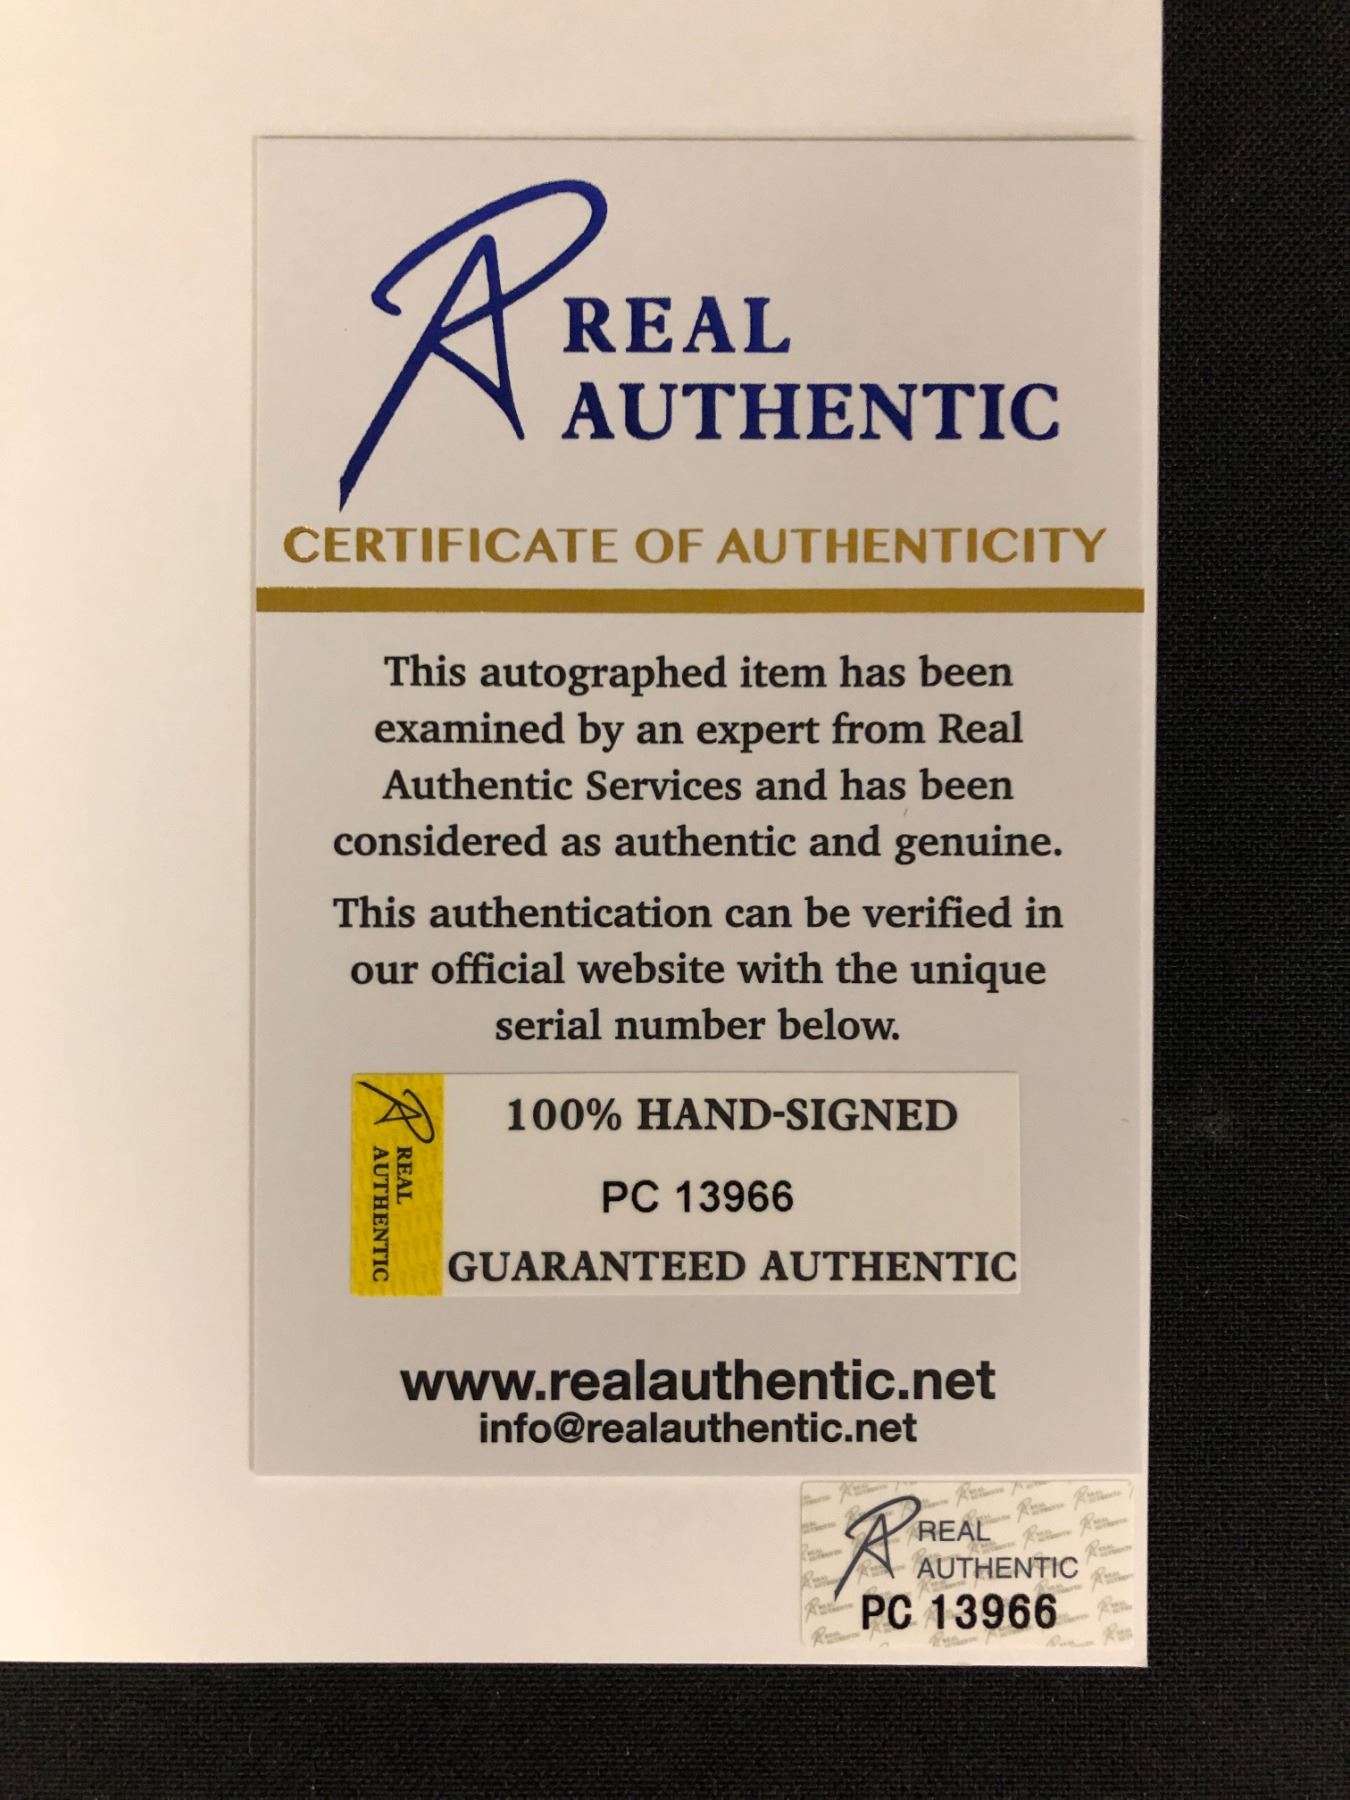 REAL
AUTHENTIC
CERTIFICATE OF AUTHENTICITY
This autographed item has been
examined by an expert from Real
Authentic Services and has been
considered as authentic and genuine.
This authentication can be verified in
our official website with the unique
serial number below.
REAL
AUTHENTIC
100% HAND-SIGNED
PC 13966
GUARANTEED AUTHENTIC
www.realauthentic.net
info@realauthentic.net
REAL
AUTHENTIC
PC 13966